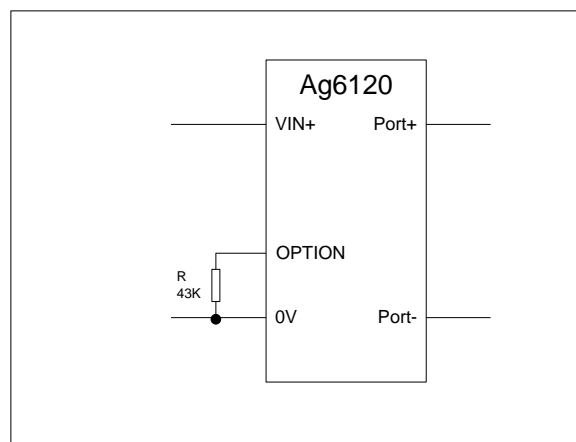 Ag6120
VIN+ Port+
OPTION
R
43K
0V Port-